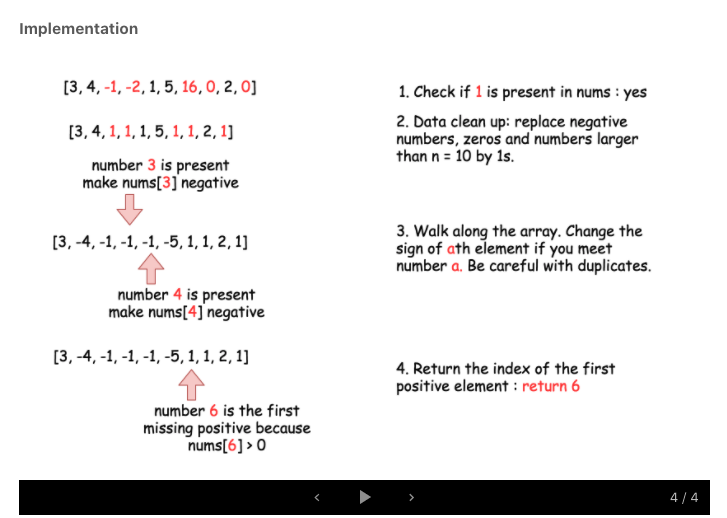 Implementation
[3, 4, -1, -2, 1, 5, 16, 0, 2, 0]
1. Check if 1 is present in nums : yes
[3, 4, 1, 1, 1, 5, 1, 1, 2, 1]
2. Data clean up: replace negative
numbers, zeros and numbers larger
than n = 10 by 1s.
number 3 is present
make nums[3] negative
[3, -4, -1, -1, -1, -5, 1, 1, 2, 1]
3. Walk along the array. Change the
sign of ath element if you meet
number a. Be careful with duplicates.
number 4 is present
make nums[4] negative
[3, -4, -1, -1, -1, -5, 1, 1, 2, 1]
4. Return the index of the first
positive element : return 6
number 6 is the first
missing positive because
nums[6] > 0
4 / 4